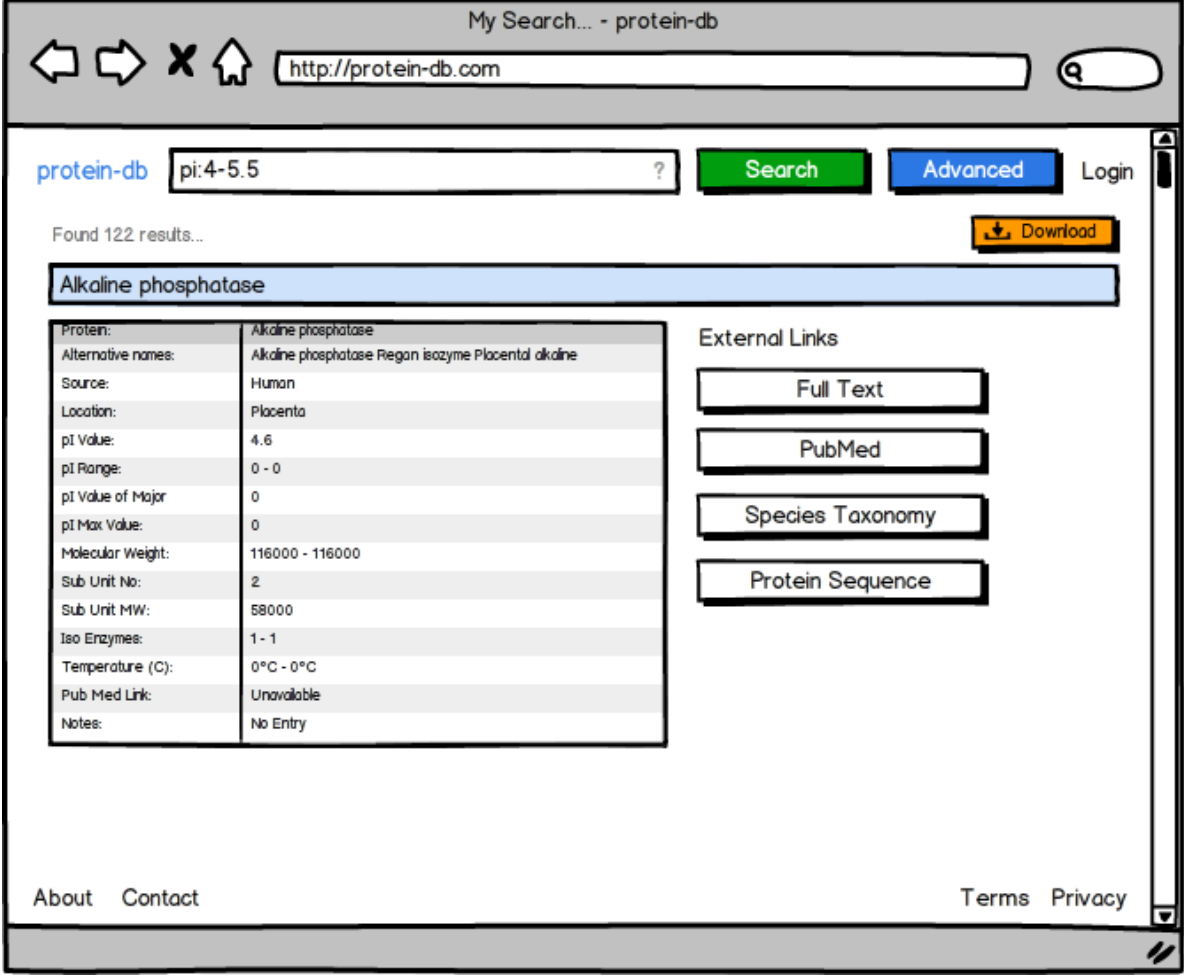 My Search... - protein-db
http://protein-db.com
protein-db pi:4-5.5 ? Search Advanced Login
Found 122 results... Download
Alkaline phosphatase
Protein: Alkaline phosphatase
Alternative names: Alkaline phosphatase Regan isozyme Placental alkaline
Source: Human
Location: Placenta
pI Value: 4.6
pI Range: 0 - 0
pI Value of Major 0
pI Max Value: 0
Molecular Weight: 116000 - 116000
Sub Unit No: 2
Sub Unit MW: 58000
Iso Enzymes: 1 - 1
Temperature (C): 0°C - 0°C
Pub Med Link: Unavailable
Notes: No Entry
External Links
Full Text
PubMed
Species Taxonomy
Protein Sequence
About Contact Terms Privacy